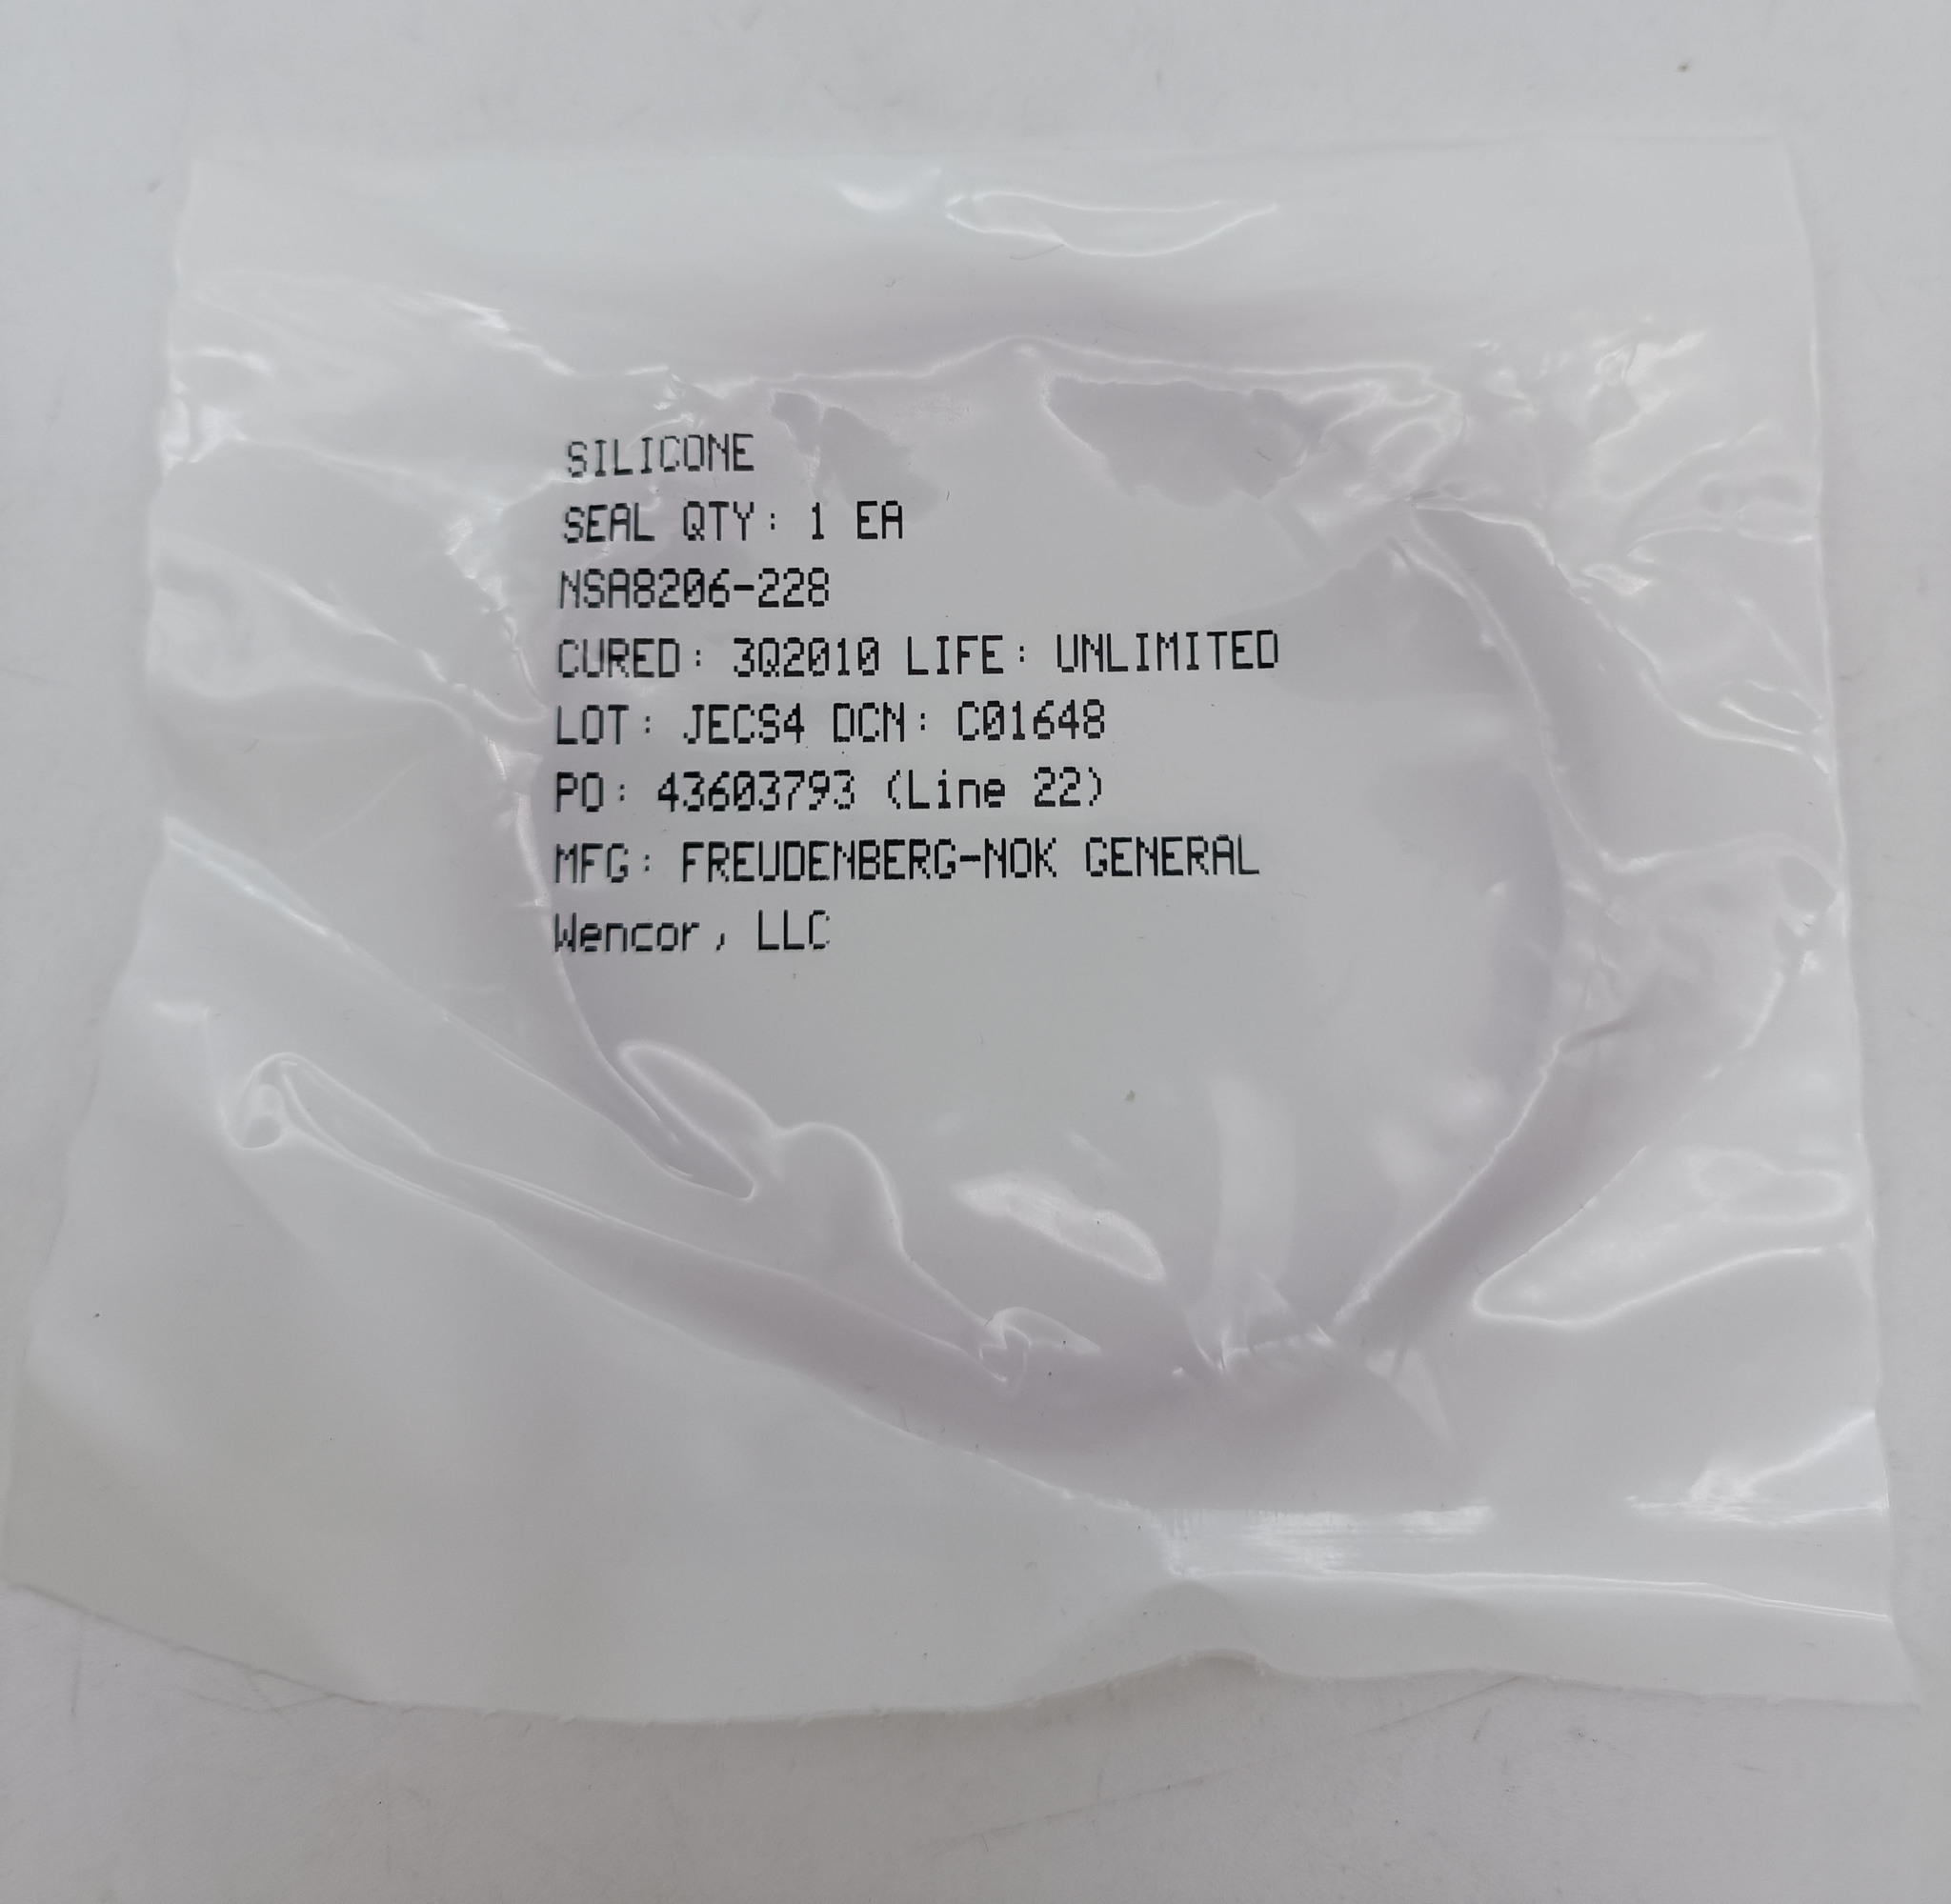 SILICONE
SEAL QTY: 1 EA
NSA8206-228
CURED: 3Q2010 LIFE: UNLIMITED
LOT: JECS4 DCN: C01648
PO: 43603793 (Line 22)
MFG: FREUDENBERG-NOK GENERAL
Wencor, LLC